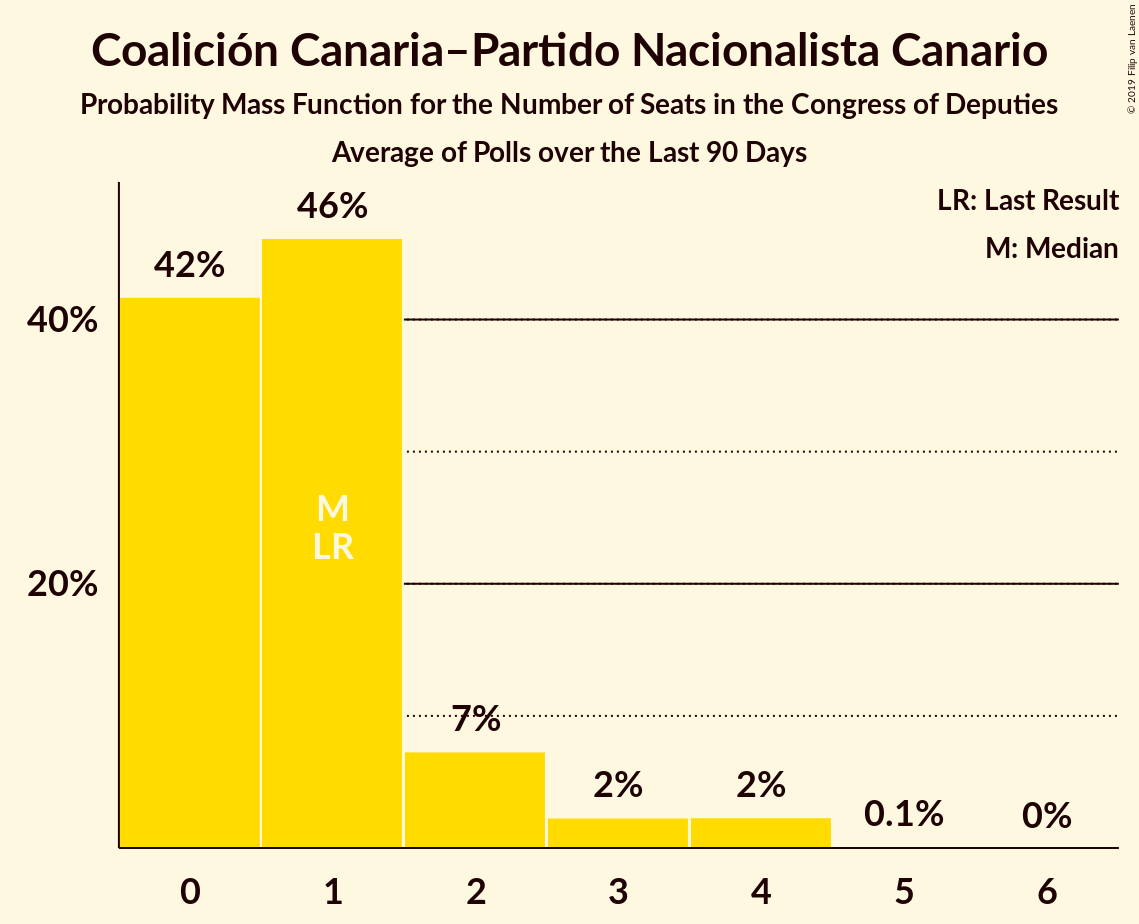 Coalición Canaria–Partido Nacionalista Canario
Probability Mass Function for the Number of Seats in the Congress of Deputies
Average of Polls over the Last 90 Days
© 2019 Filip van Laenen
LR: Last Result
M: Median
40%
20%
42%
46%
M
LR
7%
2%
2%
0.1%
0%
0
1
2
3
4
5
6